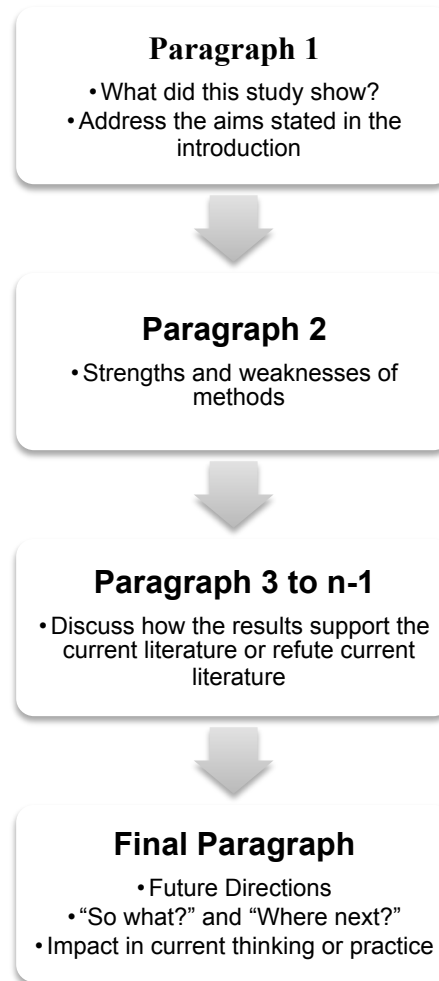 Paragraph 1
•What did this study show?
•Address the aims stated in the
introduction
Paragraph 2
•Strengths and weaknesses of
methods
Paragraph 3 to n-1
•Discuss how the results support the
current literature or refute current
literature
Final Paragraph
•Future Directions
•“So what?” and “Where next?”
•Impact in current thinking or practice